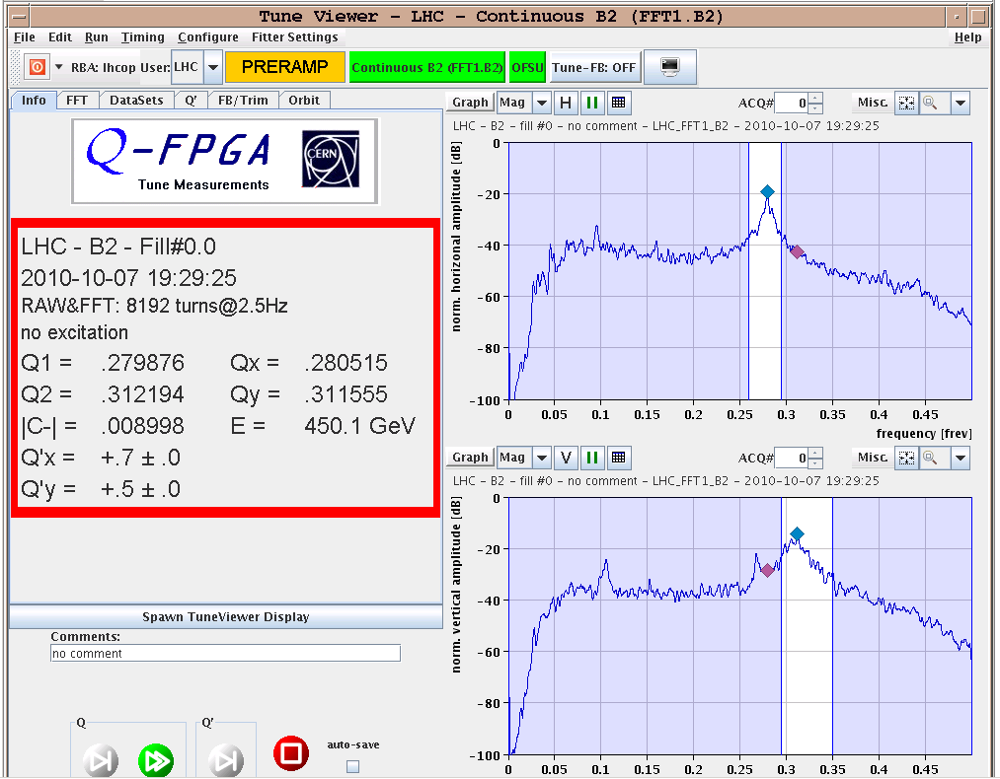 Tune Viewer - LHC - Continuous B2 (FFT1.B2)
File Edit Run Timing Configure Fitter Settings Help
RBA: lhcop User: LHC PRERAMP Continuous B2 (FFT1.B2) OFSU Tune-FB: OFF
Info FFT DataSets Q' FB/Trim Orbit
Q-FPGA
Tune Measurements
CERN
LHC - B2 - Fill#0.0
2010-10-07 19:29:25
RAW&FFT: 8192 turns@2.5Hz
no excitation
Q1 = .279876 Qx = .280515
Q2 = .312194 Qy = .311555
|C-| = .008998 E = 450.1 GeV
Q'x = +.7 ± .0
Q'y = +.5 ± .0
Spawn TuneViewer Display
Comments:
no comment
Q Q'
auto-save
Graph Mag H ACQ# 0 Misc.
LHC - B2 - fill #0 - no comment - LHC_FFT1_B2 - 2010-10-07 19:29:25
norm. horizonal amplitude [dB]
0
-20
-40
-60
-80
-100
0 0.05 0.1 0.15 0.2 0.25 0.3 0.35 0.4 0.45
frequency [frev]
Graph Mag V ACQ# 0 Misc.
LHC - B2 - fill #0 - no comment - LHC_FFT1_B2 - 2010-10-07 19:29:25
norm. vertical amplitude [dB]
0
-20
-40
-60
-80
-100
0 0.05 0.1 0.15 0.2 0.25 0.3 0.35 0.4 0.45